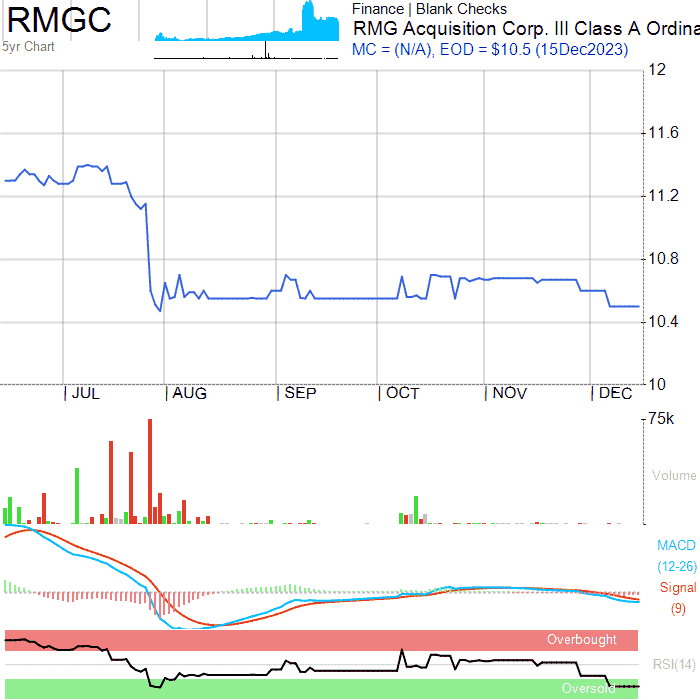 RMGC
Finance | Blank Checks
RMG Acquisition Corp. III Class A Ordina
5yr Chart
MC = (N/A), EOD = $10.5 (15Dec2023)
12
11.6
11.2
10.8
10.4
10
JUL
AUG
SEP
OCT
NOV
DEC
75k
Volume
MACD
(12-26)
Signal
(9)
Overbought
RSI(14)
Oversold